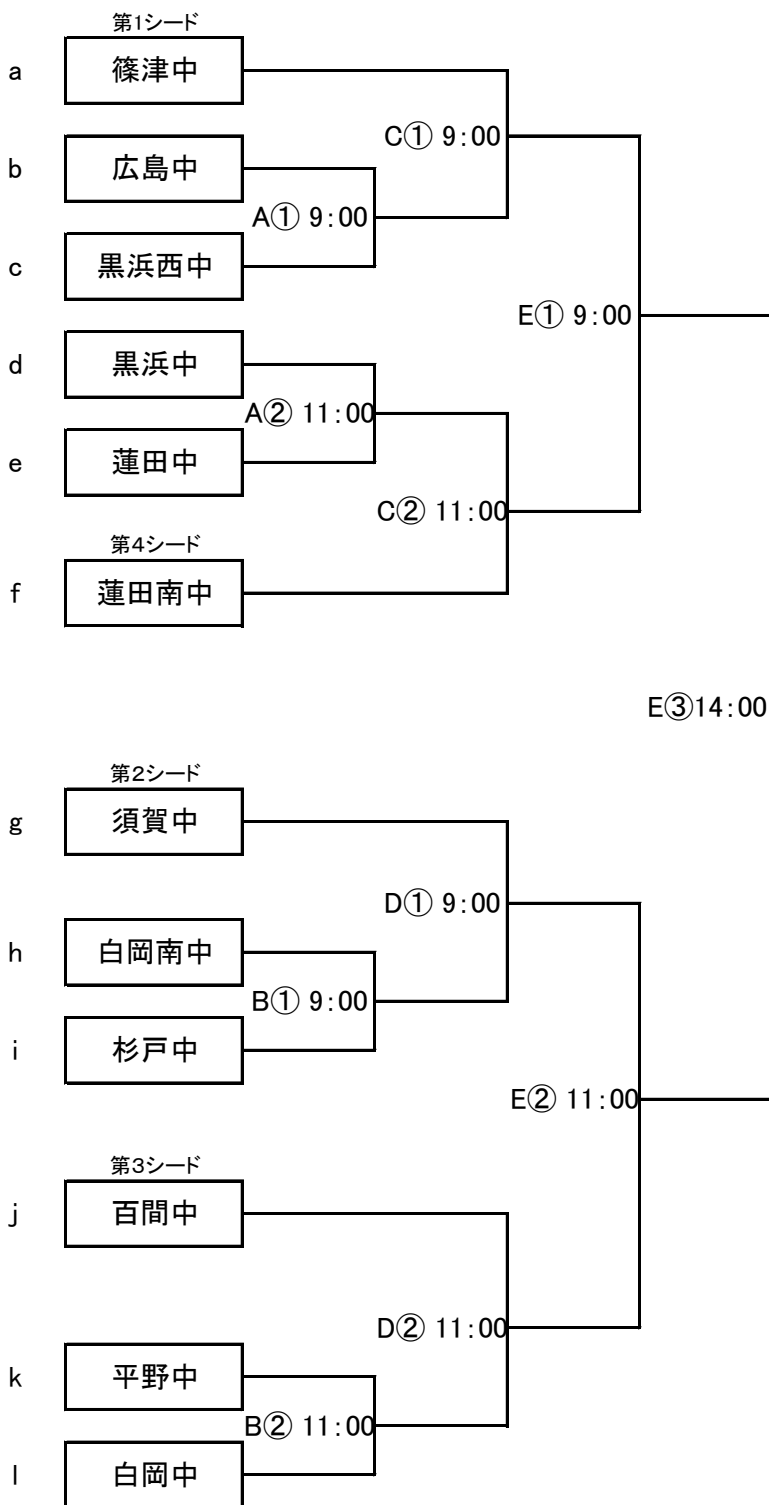 第1シード
a 篠津中
C① 9:00
b 広島中
A① 9:00
c 黒浜西中
E① 9:00
d 黒浜中
A② 11:00
e 蓮田中
C② 11:00
第4シード
f 蓮田南中
E③14:00
第2シード
g 須賀中
D① 9:00
h 白岡南中
B① 9:00
i 杉戸中
E② 11:00
第3シード
j 百間中
D② 11:00
k 平野中
B② 11:00
l 白岡中